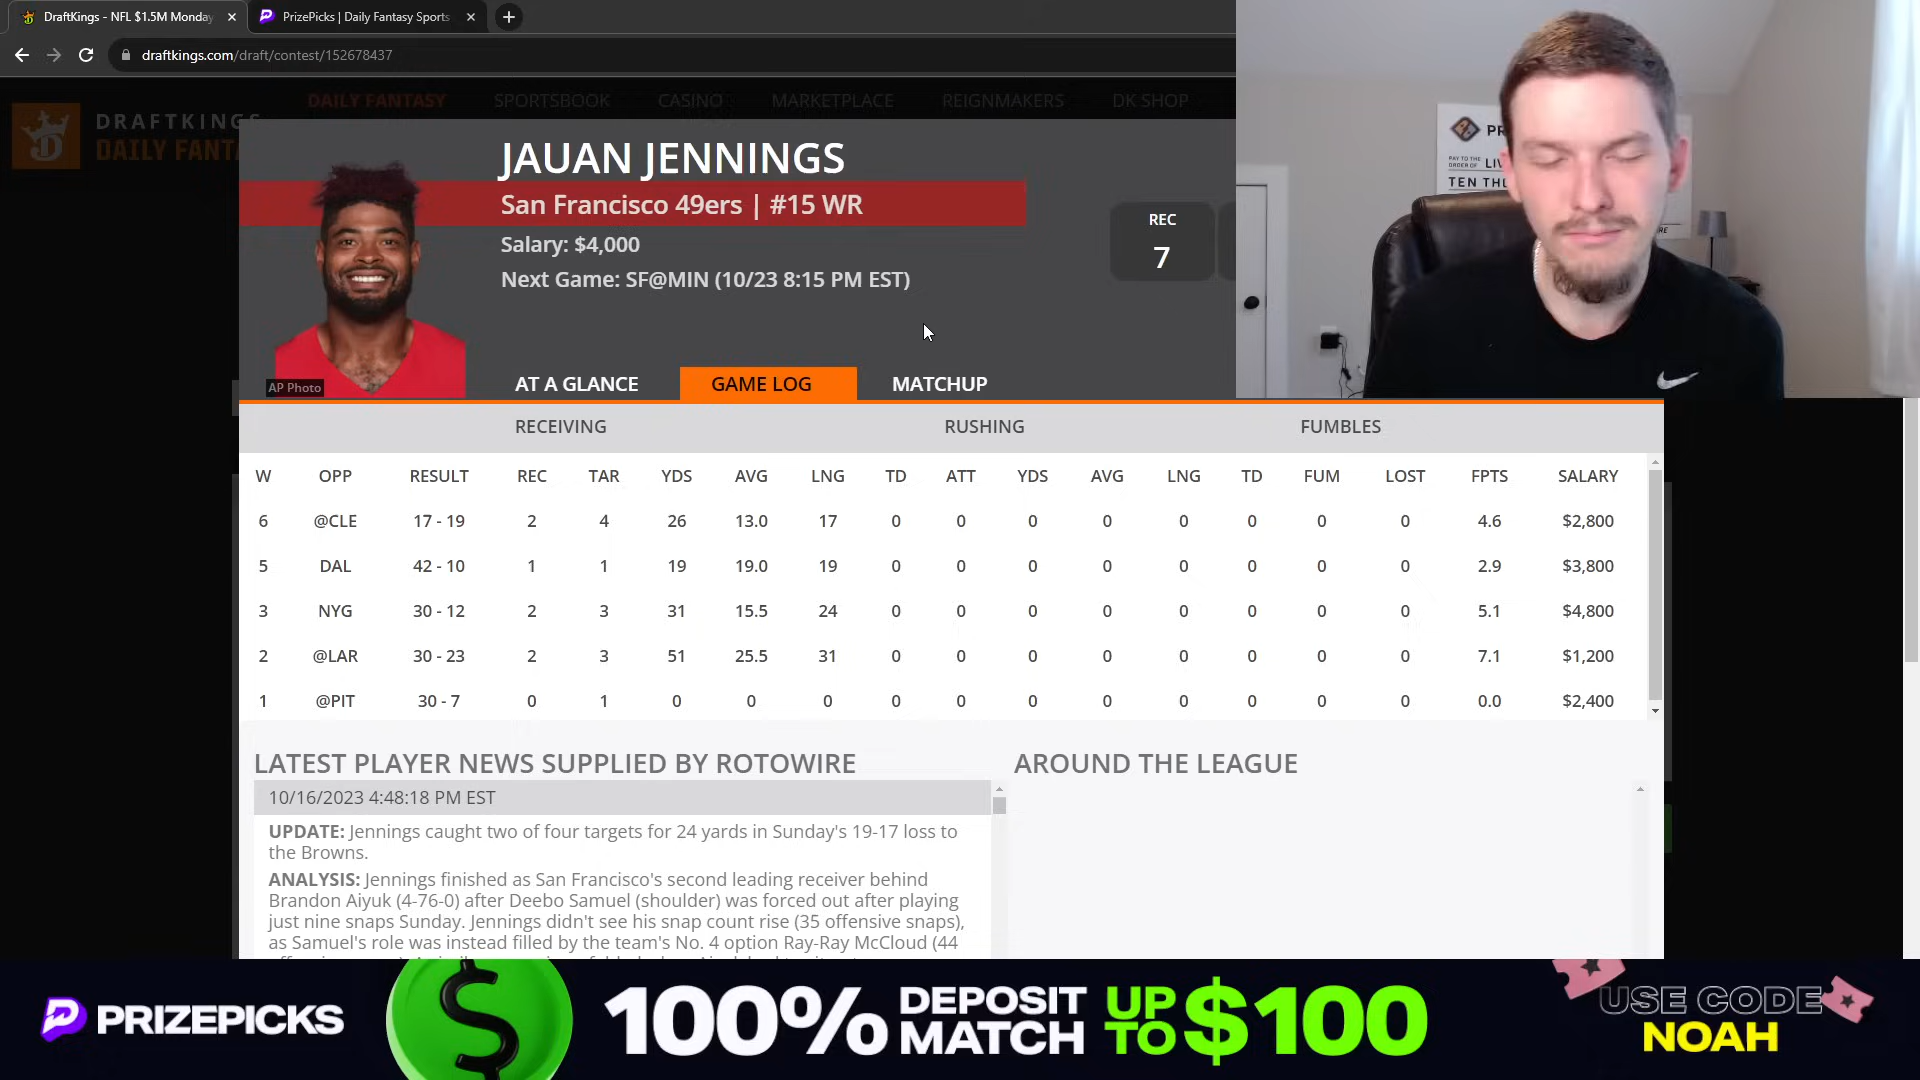 DraftKings - NFL $1.5M Monday
PrizePicks | Daily Fantasy Sports
draftkings.com/draft/contest/152678437
DAILY FANTASY SPORTSBOOK CASINO MARKETPLACE REIGNMAKERS DK SHOP
DRAFTKINGS
DAILY FANTA
JAUAN JENNINGS
San Francisco 49ers | #15 WR
Salary: $4,000
Next Game: SF@MIN (10/23 8:15 PM EST)
REC
7
AP Photo
AT A GLANCE GAME LOG MATCHUP
RECEIVING RUSHING FUMBLES
W OPP RESULT REC TAR YDS AVG LNG TD ATT YDS AVG LNG TD FUM LOST FPTS SALARY
6 @CLE 17 - 19 2 4 26 13.0 17 0 0 0 0 0 0 0 0 4.6 $2,800
5 DAL 42 - 10 1 1 19 19.0 19 0 0 0 0 0 0 0 0 2.9 $3,800
3 NYG 30 - 12 2 3 31 15.5 24 0 0 0 0 0 0 0 0 5.1 $4,800
2 @LAR 30 - 23 2 3 51 25.5 31 0 0 0 0 0 0 0 0 7.1 $1,200
1 @PIT 30 - 7 0 1 0 0 0 0 0 0 0 0 0 0 0 0.0 $2,400
LATEST PLAYER NEWS SUPPLIED BY ROTOWIRE
10/16/2023 4:48:18 PM EST
UPDATE: Jennings caught two of four targets for 24 yards in Sunday's 19-17 loss to
the Browns.
ANALYSIS: Jennings finished as San Francisco's second leading receiver behind
Brandon Aiyuk (4-76-0) after Deebo Samuel (shoulder) was forced out after playing
just nine snaps Sunday. Jennings didn't see his snap count rise (35 offensive snaps),
as Samuel's role was instead filled by the team's No. 4 option Ray-Ray McCloud (44
AROUND THE LEAGUE
PR
PAY TO THE
ORDER OF LIV
TEN THU
PRIZEPICKS
$
100% DEPOSIT MATCH UP TO $100
USE CODE
NOAH